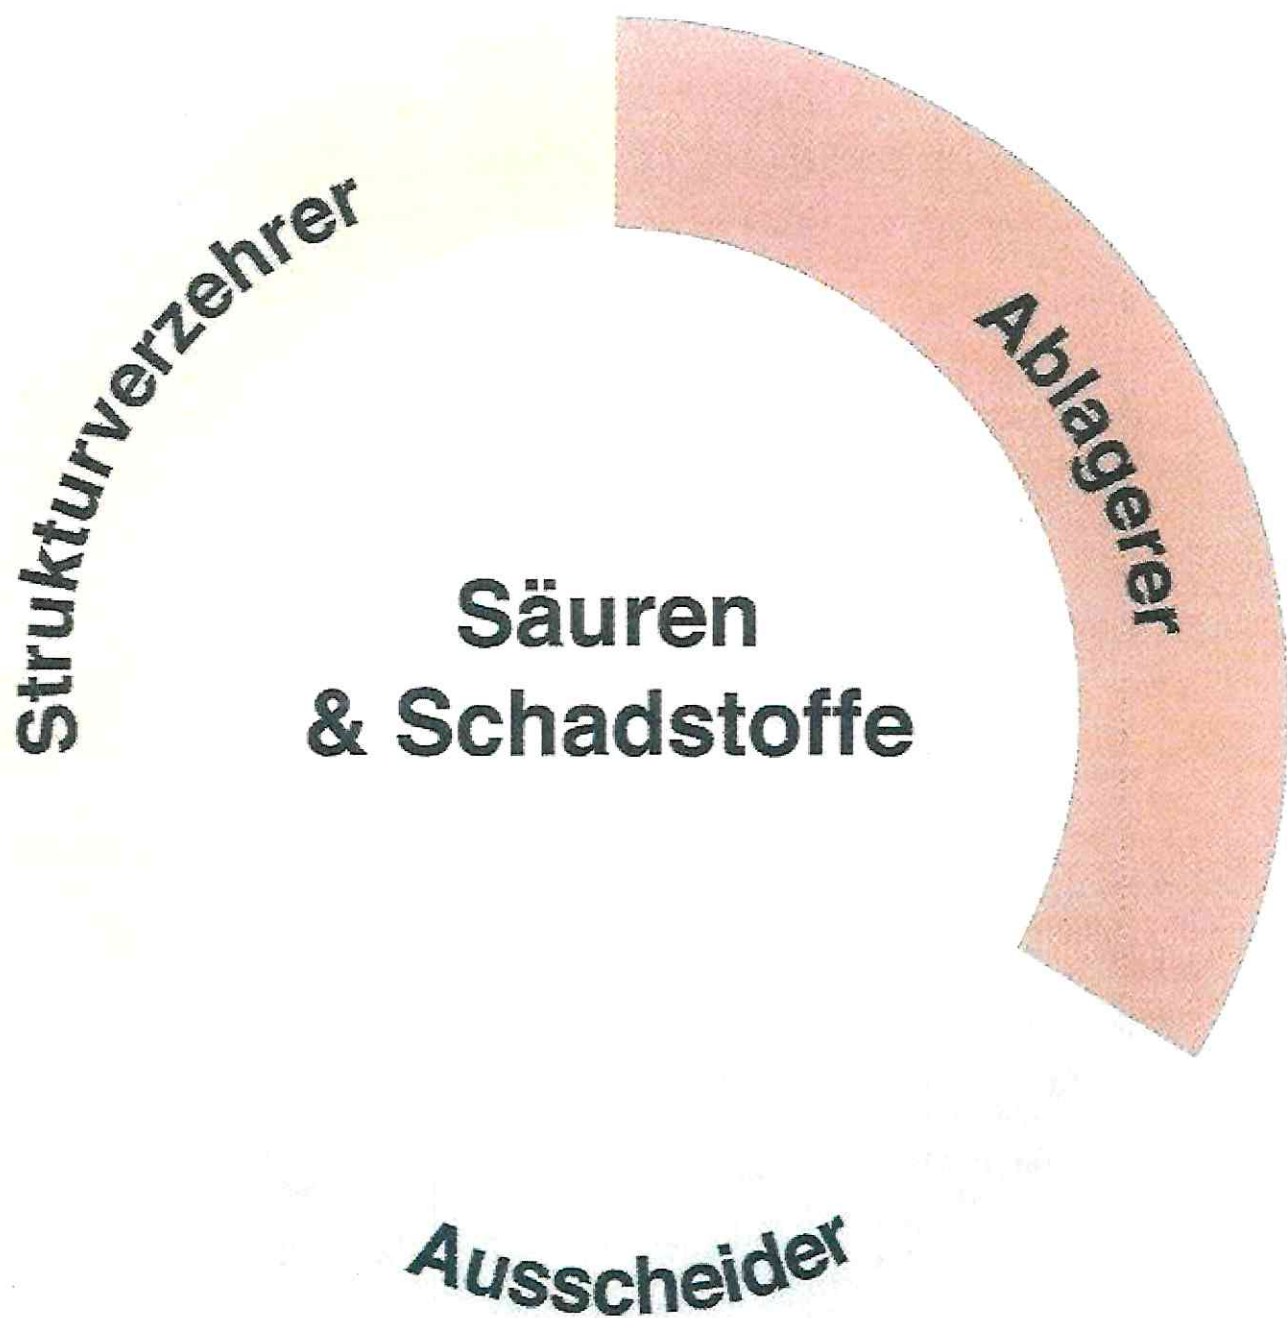 Strukturverzehrer
Ablagerer
Säuren
& Schadstoffe
Ausscheider